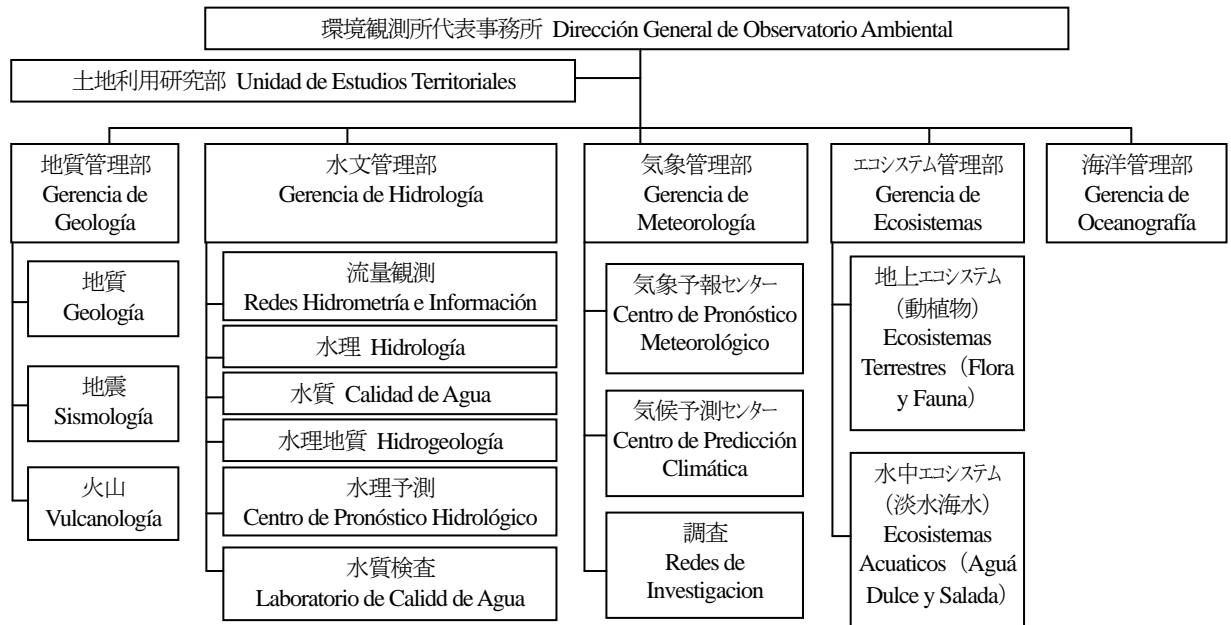 環境観測所代表事務所 Dirección General de Observatorio Ambiental
土地利用研究部 Unidad de Estudios Territoriales
地質管理部
Gerencia de
Geología
地質
Geología
地震
Sismología
火山
Vulcanología
水文管理部
Gerencia de Hidrología
流量観測
Redes Hidrometría e Información
水理 Hidrología
水質 Calidad de Agua
水理地質 Hidrogeología
水理予測
Centro de Pronóstico Hidrológico
水質検査
Laboratorio de Calidd de Agua
気象管理部
Gerencia de
Meteorología
気象予報センター
Centro de Pronóstico
Meteorológico
気候予測センター
Centro de Predicción
Climática
調査
Redes de
Investigacion
エコシステム管理部
Gerencia de
Ecosistemas
地上エコシステム
（動植物）
Ecosistemas
Terrestres（Flora
y Fauna）
水中エコシステム
（淡水海水）
Ecosistemas
Acuaticos（Aguá
Dulce y Salada）
海洋管理部
Gerencia de
Oceanografía